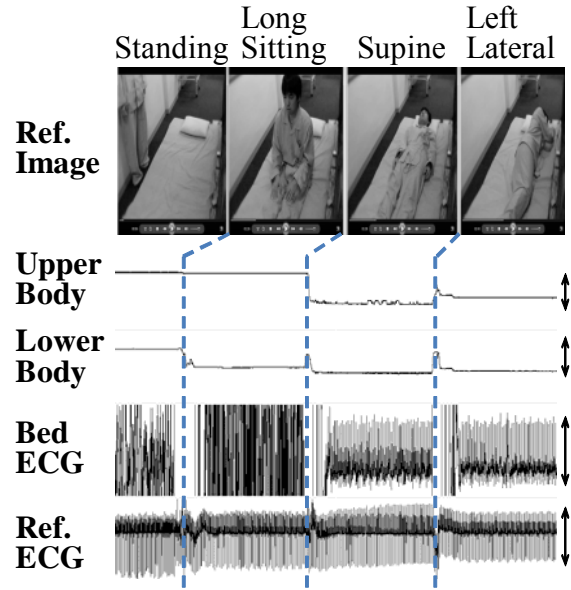 Standing
Long
Sitting
Supine
Left
Lateral
Ref.
Image
Upper
Body
Lower
Body
Bed
ECG
Ref.
ECG